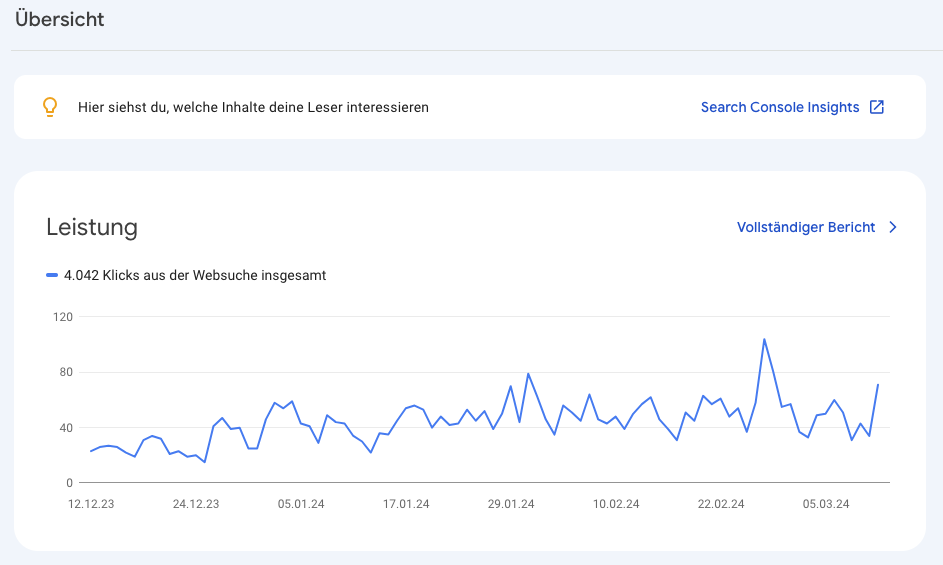 Übersicht
Hier siehst du, welche Inhalte deine Leser interessieren
Search Console Insights
Leistung
Vollständiger Bericht
4.042 Klicks aus der Websuche insgesamt
120
80
40
0
12.12.23 24.12.23 05.01.24 17.01.24 29.01.24 10.02.24 22.02.24 05.03.24